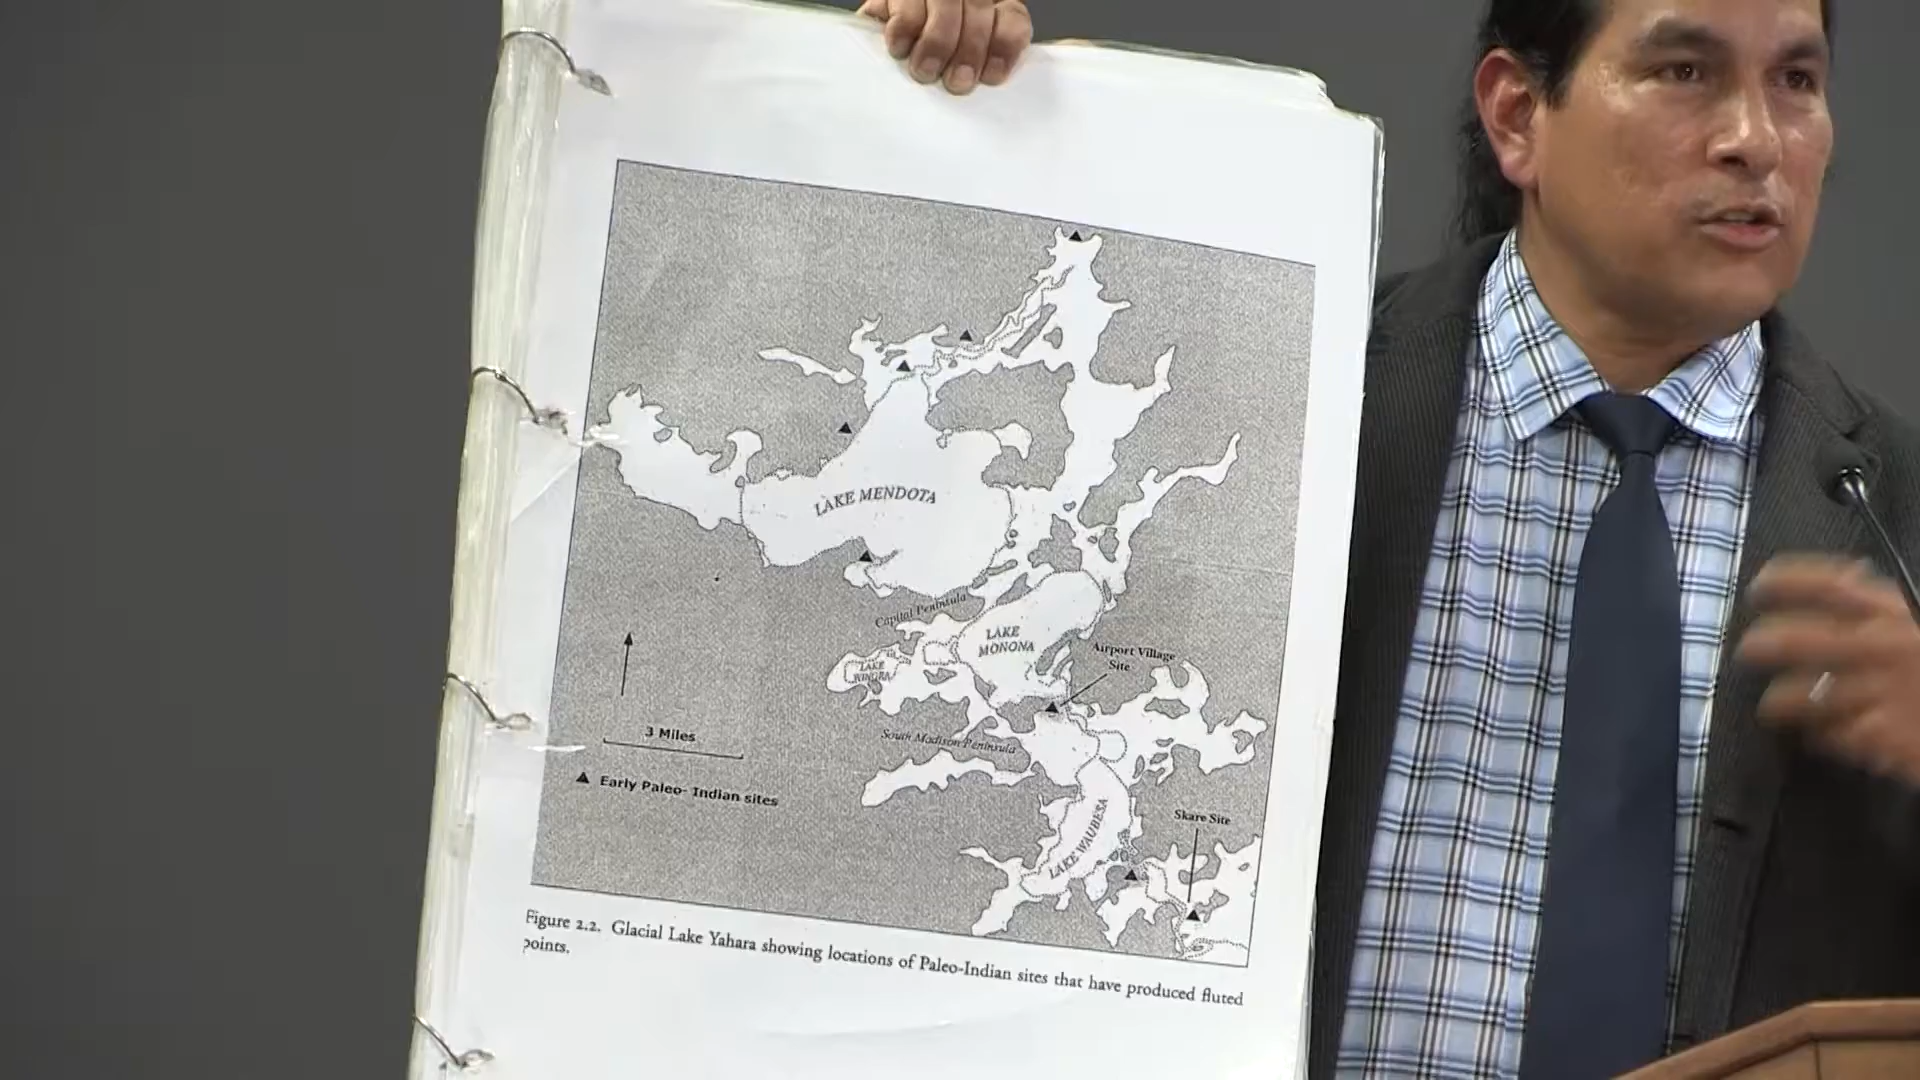 LAKE MENDOTA
Capital Peninsula
LAKE
MONONA
Airport Village
Site
LAKE
WINGRA
South Madison Peninsula
3 Miles
Early Paleo- Indian sites
LAKE WAUBESA
Skare Site
Figure 2.2. Glacial Lake Yahara showing locations of Paleo-Indian sites that have produced fluted
points.